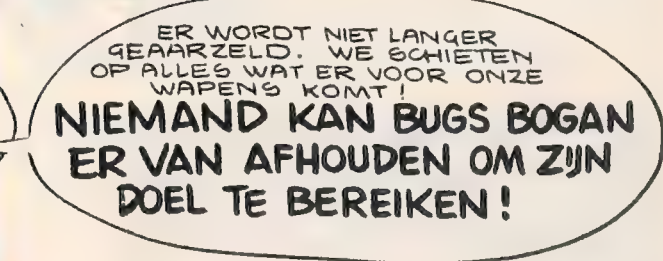 ER WORDT NIET LANGER
GEAARZELD. WE SCHIETEN
OP ALLES WAT ER VOOR ONZE
WAPENS KOMT!
NIEMAND KAN BUGS BOGAN
ER VAN AFHOUDEN OM ZIJN
DOEL TE BEREIKEN!